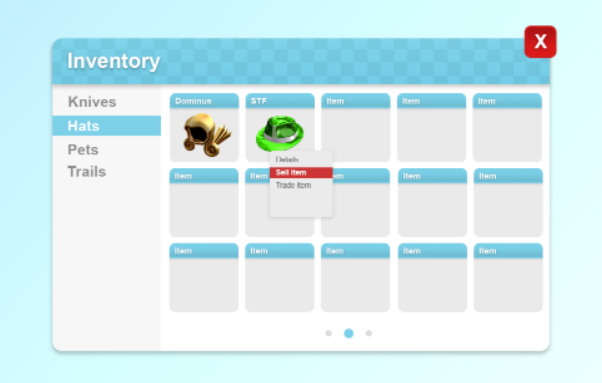 X
Inventory
Knives
Hats
Pets
Trails
Dominus
STF
Item
Item
Item
Details
Sell item
Trade item
Item
Item
Item
Item
Item
Item
Item
Item
Item
Item